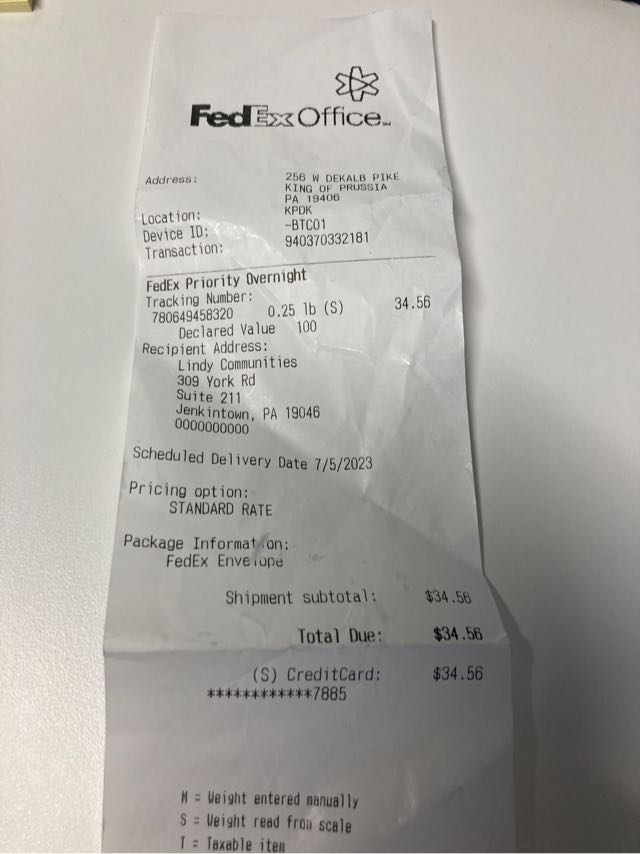 FedEx Office
Address: 256 W DEKALB PIKE
KING OF PRUSSIA
PA 19406
Location: KPDK
Device ID: -BTC01
Transaction: 940370332181
FedEx Priority Overnight
Tracking Number:
780649458320 0.25 lb (S) 34.56
Declared Value 100
Recipient Address:
Lindy Communities
309 York Rd
Suite 211
Jenkintown, PA 19046
0000000000
Scheduled Delivery Date 7/5/2023
Pricing option:
STANDARD RATE
Package Information:
FedEx Envelope
Shipment subtotal: $34.56
Total Due: $34.56
(S) CreditCard: $34.56
************7885
M = Weight entered manually
S = Weight read from scale
T = Taxable item